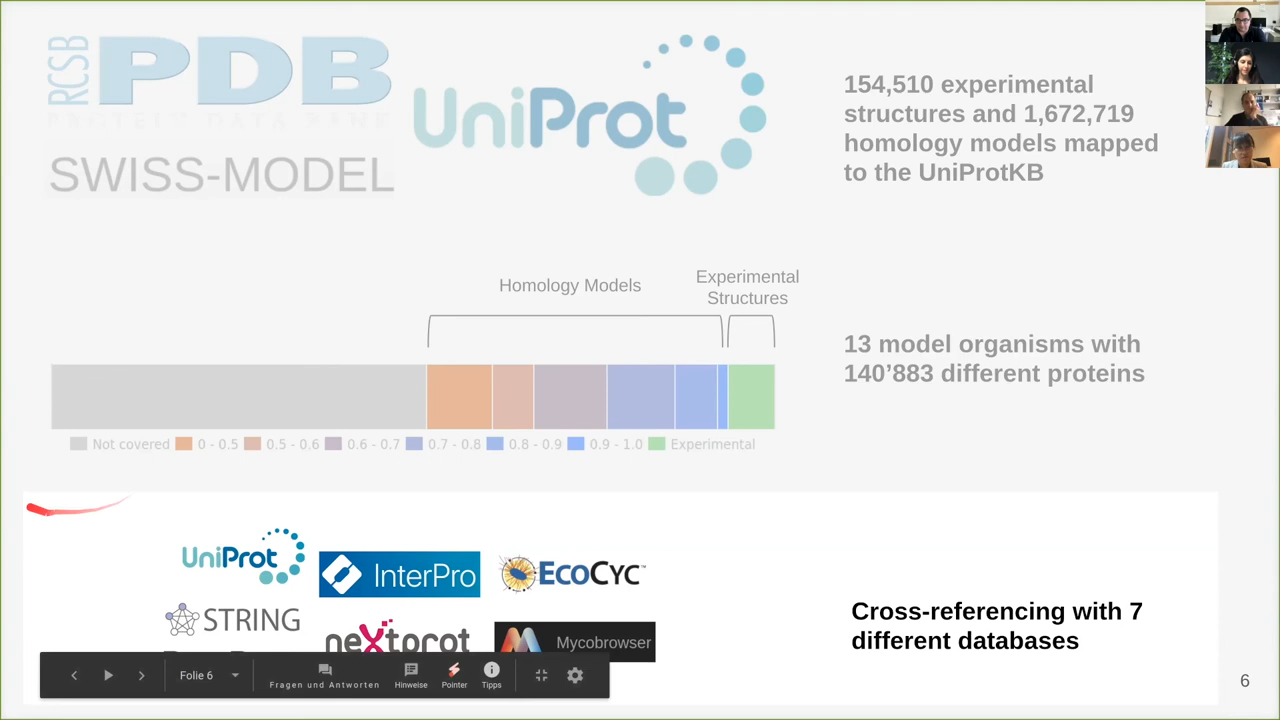 RCSB
PDB
PROTEIN DATA BANK
UniProt
SWISS-MODEL
154,510 experimental
structures and 1,672,719
homology models mapped
to the UniProtKB
Homology Models
Experimental
Structures
13 model organisms with
140’883 different proteins
Not covered 0 - 0.5 0.5 - 0.6 0.6 - 0.7 0.7 - 0.8 0.8 - 0.9 0.9 - 1.0 Experimental
UniProt
InterPro
EcoCyc™
STRING
neXtprot
Mycobrowser
Cross-referencing with 7
different databases
Folie 6
Fragen und Antworten
Hinweise
Pointer
Tipps
6